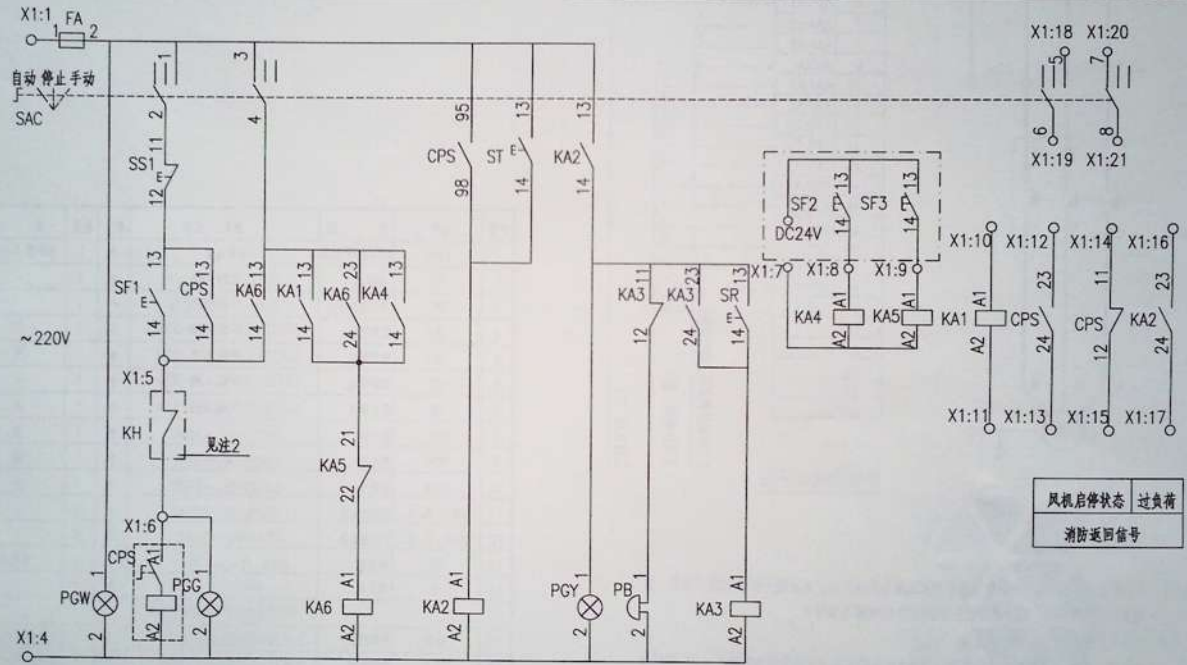 X1:1 FA
1 2
自动 停止 手动
SAC
1
2
3
4
11
SS1
E
12
13
SF1
E
14
13
CPS
14
13
KA6
14
13
KA1
14
23
KA6
24
13
KA4
14
95
CPS
98
13
ST E
14
13
KA2
14
~220V
X1:5
KH
见注2
X1:6
21
KA5
22
PGW
1
2
CPS
A1
A2
PGG
1
2
A1
KA6
A2
A1
KA2
A2
PGY
1
2
PB
1
2
A1
KA3
A2
11
KA3
12
23
KA3
24
13
SR
E
14
SF2
13
E
14
SF3
13
E
14
DC24V
X1:7 X1:8 X1:9
KA4
A1
A2
KA5
A1
A2
X1:18 X1:20
5
7
6
8
X1:19 X1:21
X1:10 X1:12 X1:14 X1:16
KA1
A1
A2
CPS
23
24
CPS
11
12
KA2
23
24
X1:11 X1:13 X1:15 X1:17
风机启停状态 过负荷
消防返回信号
X1:4